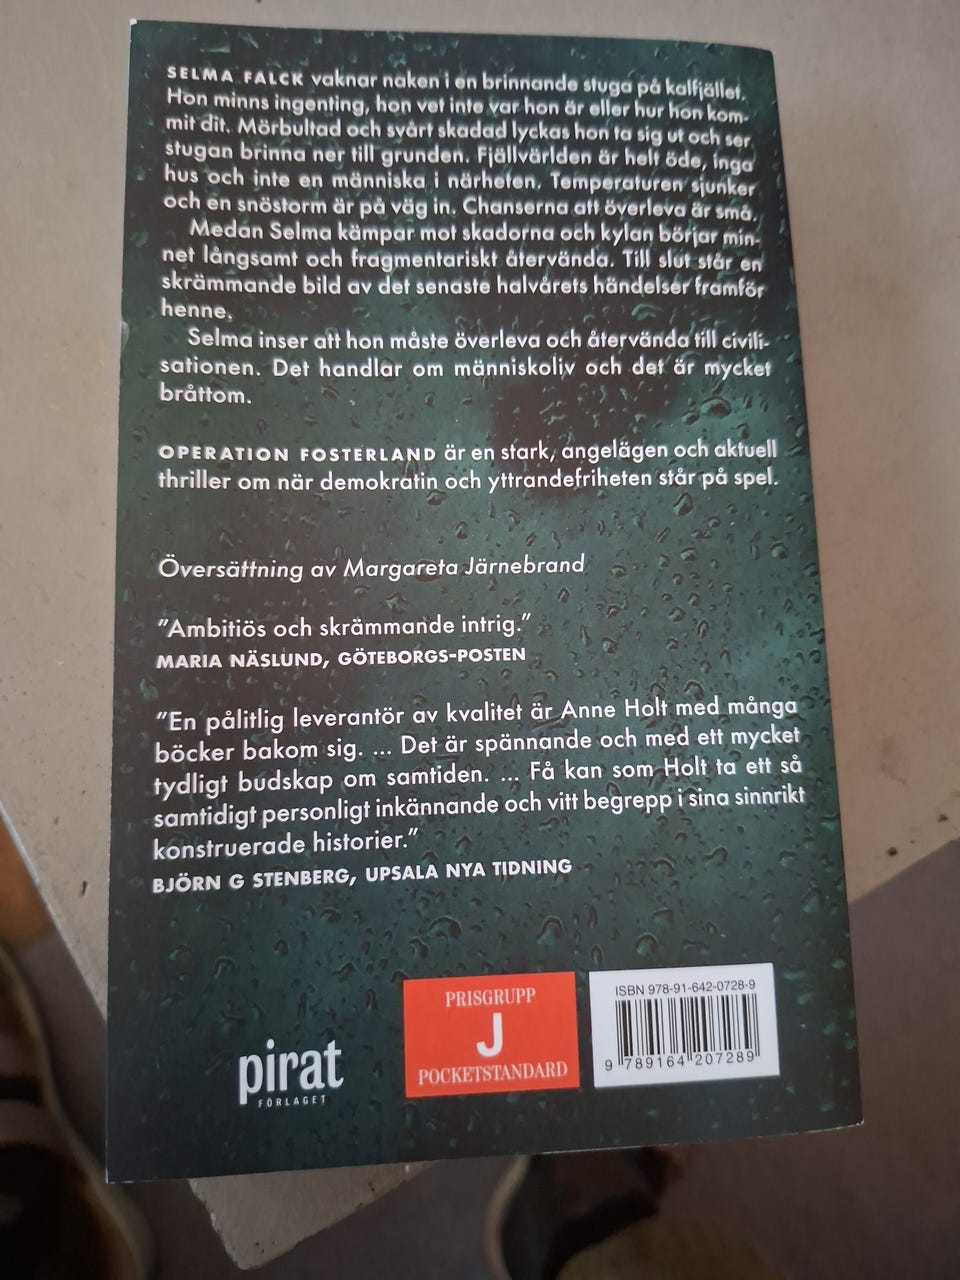 SELMA FALCK vaknar naken i en brinnande stuga på kalfjället.
Hon minns ingenting, hon vet inte var hon är eller hur hon kom-
mit dit. Mörbultad och svårt skadad lyckas hon ta sig ut och ser
stugan brinna ner till grunden. Fjällvärlden är helt öde, inga
hus och inte en människa i närheten. Temperaturen sjunker
och en snöstorm är på väg in. Chanserna att överleva är små.
Medan Selma kämpar mot skadorna och kylan börjar min-
net långsamt och fragmentariskt återvända. Till slut står en
skrämmande bild av det senaste halvårets händelser framför
henne.
Selma inser att hon måste överleva och återvända till civili-
sationen. Det handlar om människoliv och det är mycket
bråttom.
OPERATION FOSTERLAND är en stark, angelägen och aktuell
thriller om när demokratin och yttrandefriheten står på spel.
Översättning av Margareta Järnebrand
"Ambitiös och skrämmande intrig."
MARIA NÄSLUND, GÖTEBORGS-POSTEN
"En pålitlig leverantör av kvalitet är Anne Holt med många
böcker bakom sig. ... Det är spännande och med ett mycket
tydligt budskap om samtiden. ... Få kan som Holt ta ett så
samtidigt personligt inkännande och vitt begrepp i sina sinnrikt
konstruerade historier."
BJÖRN G STENBERG, UPSALA NYA TIDNING
pirat
FÖRLAGET
PRISGRUPP
J
POCKETSTANDARD
ISBN 978-91-642-0728-9
9 789164 207289